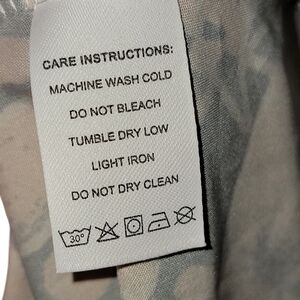 CARE INSTRUCTIONS:
MACHINE WASH COLD
DO NOT BLEACH
TUMBLE DRY LOW
LIGHT IRON
DO NOT DRY CLEAN
30°